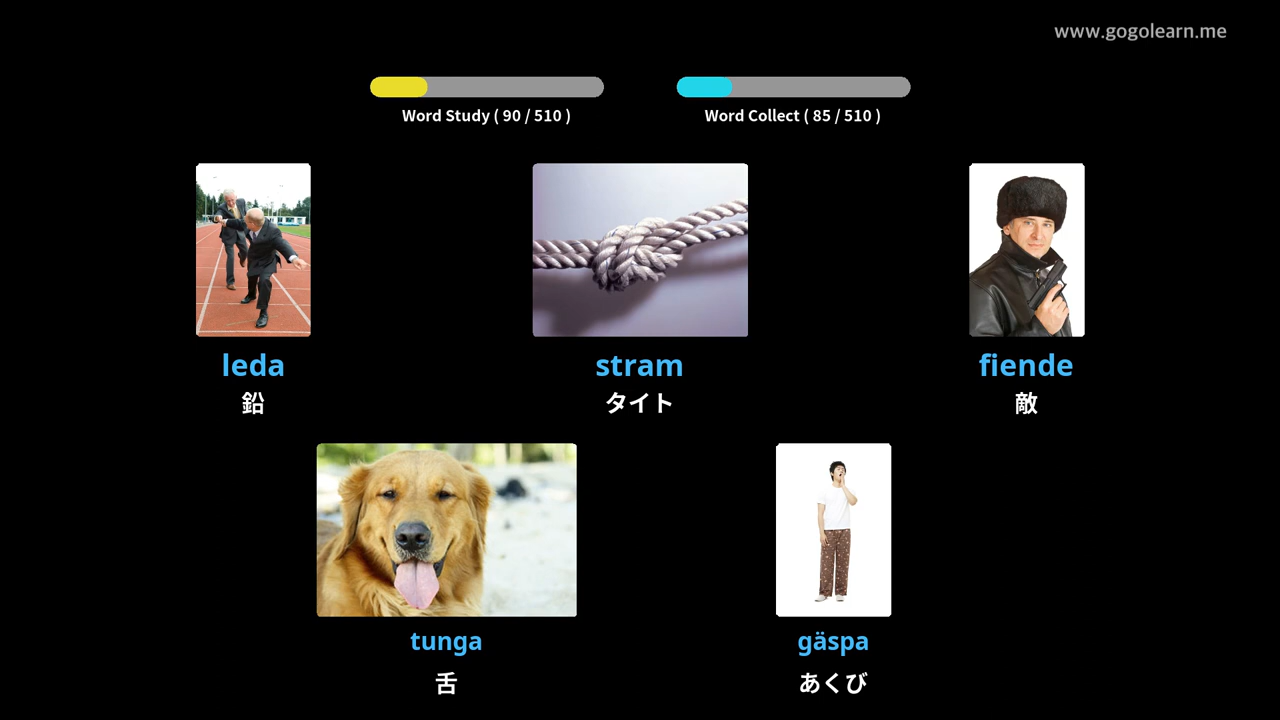 www.gogolearn.me
Word Study ( 90 / 510 )
Word Collect ( 85 / 510 )
leda
stram
fiende
鉛
タイト
敵
tunga
gäspa
舌
あくび